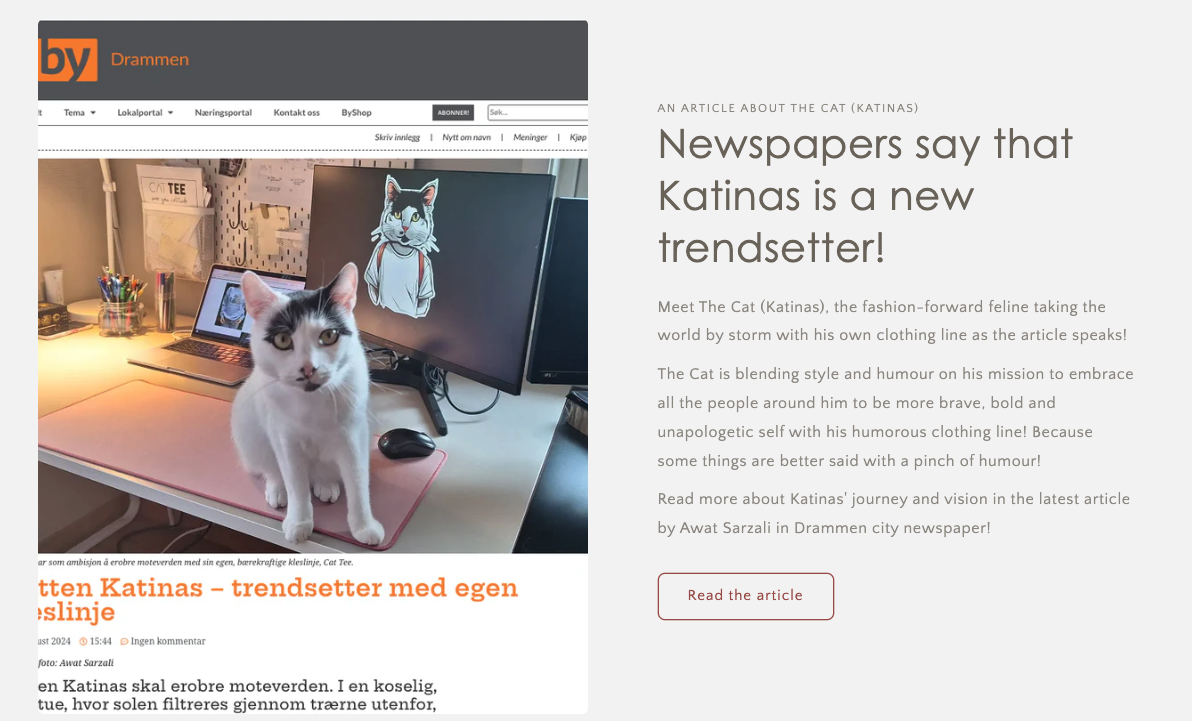 by Drammen
Tema Lokalportal Næringsportal Kontakt oss ByShop ABONNER! Søk...
Skriv innlegg | Nytt om navn | Meninger | Kjøp
CAT TEE
ar som ambisjon å erobre moteverden med sin egen, bærekraftige kleslinje, Cat Tee.
tten Katinas – trendsetter med egen
eslinje
ust 2024 15:44 Ingen kommentar
foto: Awat Sarzali
en Katinas skal erobre moteverden. I en koselig,
tue, hvor solen filtreres gjennom trærne utenfor,
AN ARTICLE ABOUT THE CAT (KATINAS)
Newspapers say that
Katinas is a new
trendsetter!
Meet The Cat (Katinas), the fashion-forward feline taking the
world by storm with his own clothing line as the article speaks!
The Cat is blending style and humour on his mission to embrace
all the people around him to be more brave, bold and
unapologetic self with his humorous clothing line! Because
some things are better said with a pinch of humour!
Read more about Katinas' journey and vision in the latest article
by Awat Sarzali in Drammen city newspaper!
Read the article